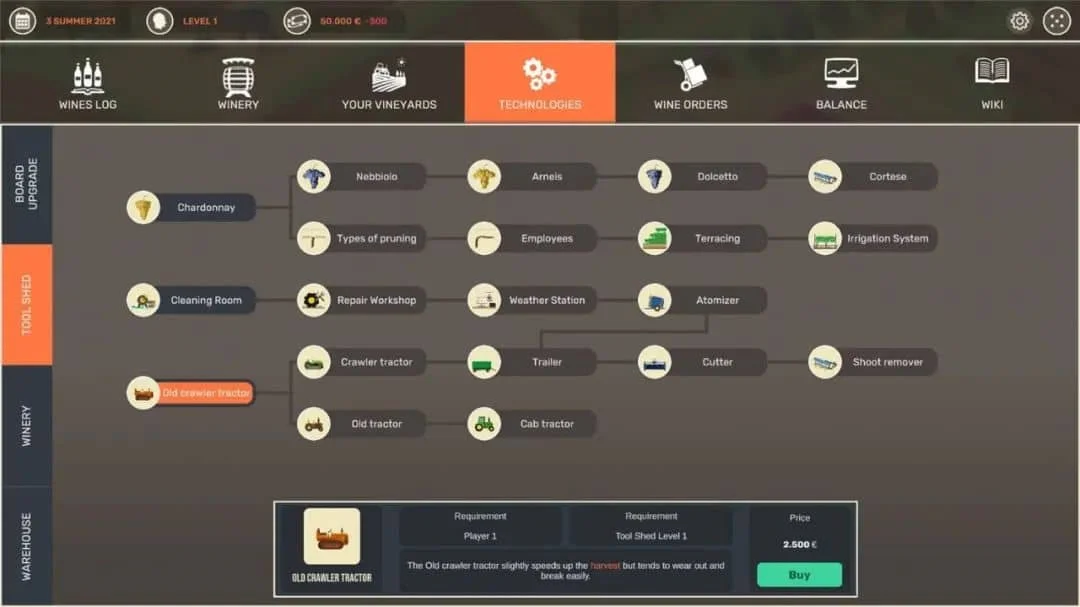 3 SUMMER 2021
LEVEL 1
50.000 € -500
WINES LOG
WINERY
YOUR VINEYARDS
TECHNOLOGIES
WINE ORDERS
BALANCE
WIKI
BOARD
UPGRADE
TOOL SHED
WINERY
WAREHOUSE
Nebbiolo
Arneis
Dolcetto
Cortese
Chardonnay
Types of pruning
Employees
Terracing
Irrigation System
Cleaning Room
Repair Workshop
Weather Station
Atomizer
Crawler tractor
Trailer
Cutter
Shoot remover
Old crawler tractor
Old tractor
Cab tractor
OLD CRAWLER TRACTOR
Requirement
Player 1
Requirement
Tool Shed Level 1
The Old crawler tractor slightly speeds up the harvest but tends to wear out and
break easily.
Price
2.500 €
Buy